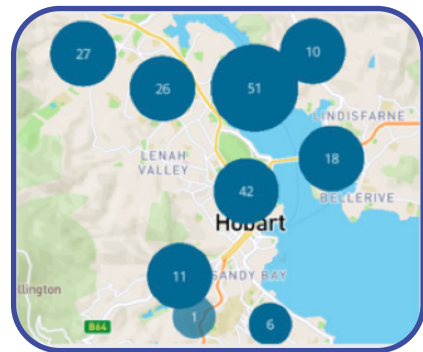 27
10
26
51
LINDISFARNE
LENAH
VALLEY
18
42
BELLERIVE
Hobart
11
SANDY BAY
llington
1
6
B64